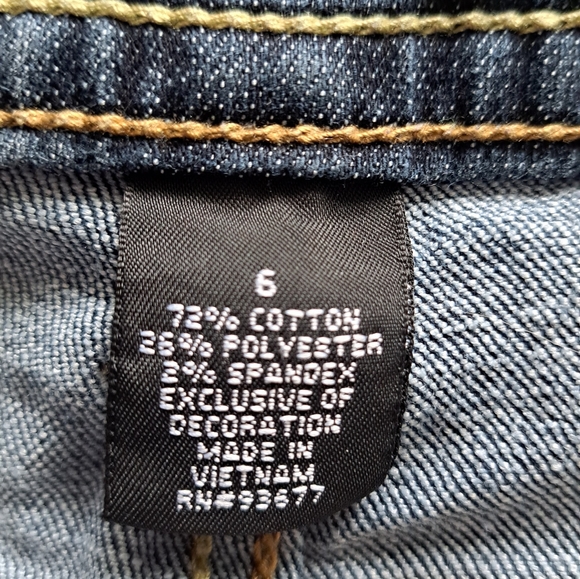 6
72% COTTON
26% POLYESTER
2% SPANDEX
EXCLUSIVE OF
DECORATION
MADE IN
VIETNAM
RN#93677